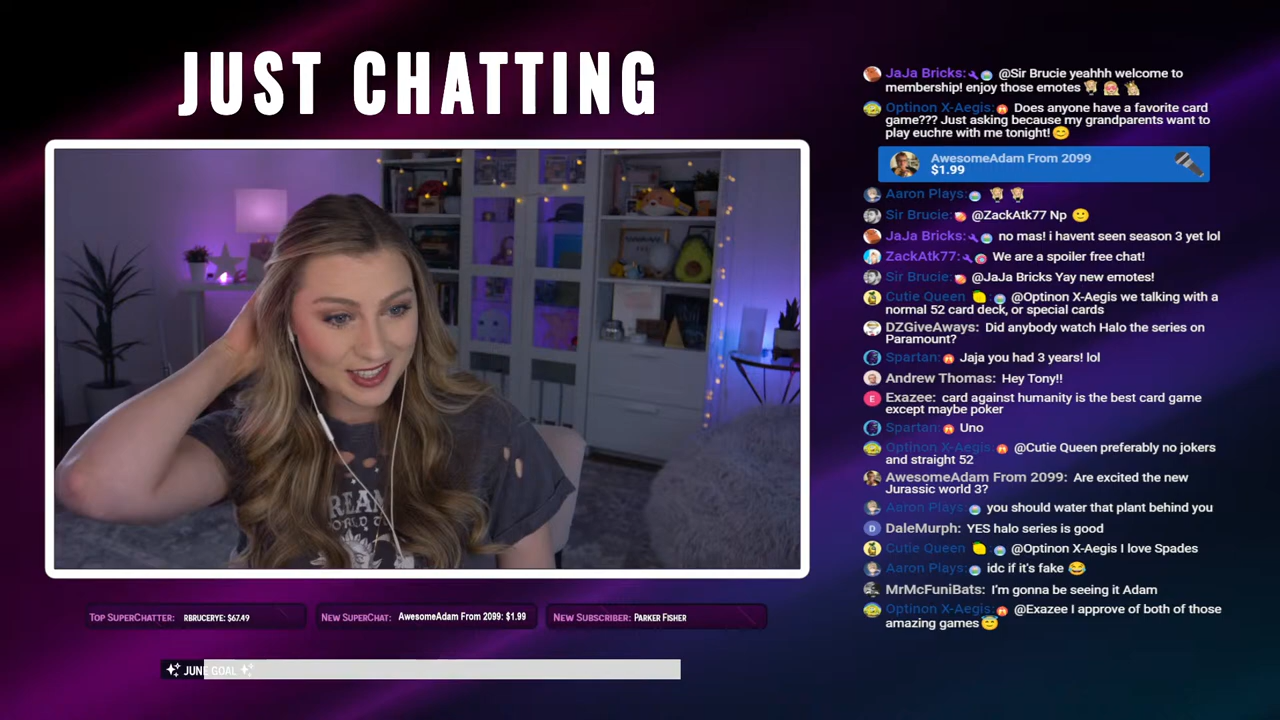 JUST CHATTING
JaJa Bricks: @Sir Brucie yeahhh welcome to
membership! enjoy those emotes
Optinon X-Aegis: Does anyone have a favorite card
game??? Just asking because my grandparents want to
play euchre with me tonight!😊
AwesomeAdam From 2099
$1.99
Aaron Plays:
Sir Brucie: @ZackAtk77 Np 🙂
JaJa Bricks: no mas! i havent seen season 3 yet lol
ZackAtk77: We are a spoiler free chat!
Sir Brucie: @JaJa Bricks Yay new emotes!
Cutie Queen 🍋: @Optinon X-Aegis we talking with a
normal 52 card deck, or special cards
DZGiveAways: Did anybody watch Halo the series on
Paramount?
Spartan: Jaja you had 3 years! lol
Andrew Thomas: Hey Tony!!
E Exazee: card against humanity is the best card game
except maybe poker
Spartan: Uno
Optinon X-Aegis: @Cutie Queen preferably no jokers
and straight 52
AwesomeAdam From 2099: Are excited the new
Jurassic world 3?
Aaron Plays: you should water that plant behind you
D DaleMurph: YES halo series is good
Cutie Queen 🍋: @Optinon X-Aegis I love Spades
Aaron Plays: idc if it's fake 😂
MrMcFuniBats: I'm gonna be seeing it Adam
Optinon X-Aegis: @Exazee I approve of both of those
amazing games😇
TOP SUPERCHATTER: RBRUCERYE: $67.49
NEW SUPERCHAT: AwesomeAdam From 2099: $1.99
NEW SUBSCRIBER: PARKER FISHER
JUNE GOAL